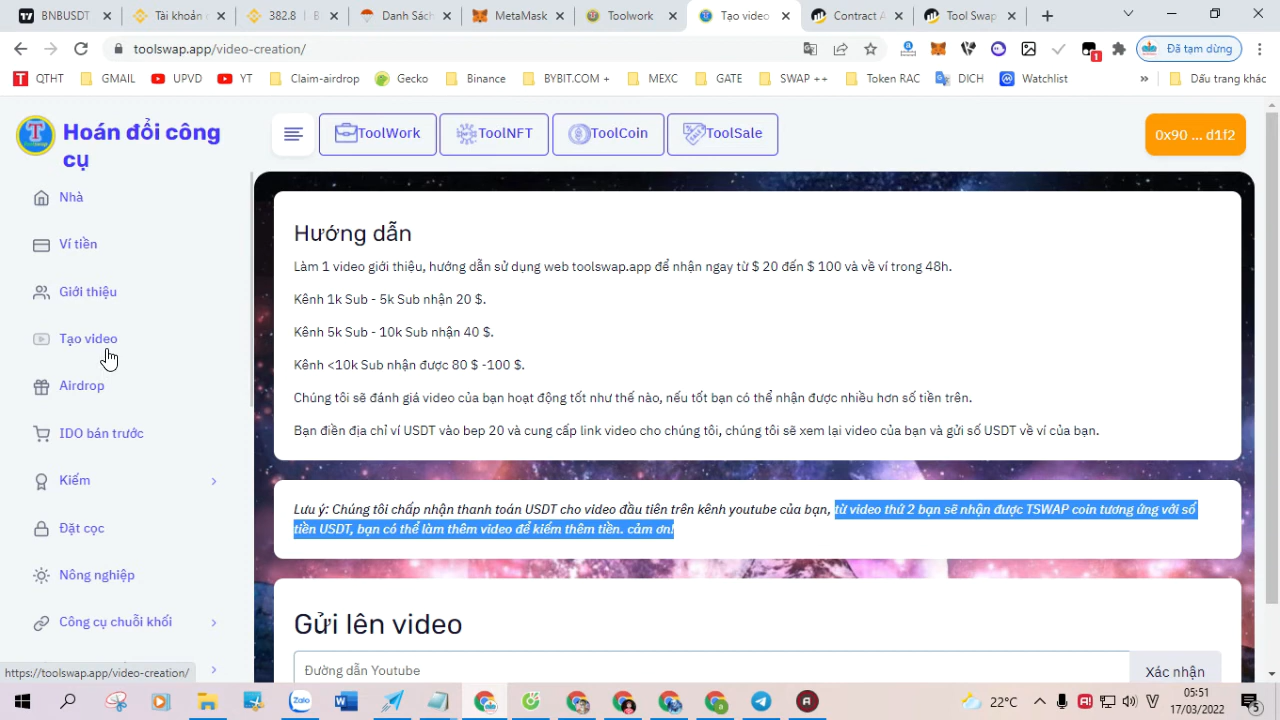 BNBUSDT
Tài khoản
382.8 | B
Danh Sách
MetaMask
Toolwork
Tạo video
Contract A
Tool Swap
toolswap.app/video-creation/
1
Đã tạm dừng
QTHT
GMAIL
UPVD
YT
Claim-airdrop
Gecko
Binance
BYBIT.COM +
MEXC
GATE
SWAP ++
Token RAC
DICH
Watchlist
»
Dấu trang khác
Hoán đổi công
cụ
ToolWork
ToolNFT
ToolCoin
ToolSale
0x90 ... d1f2
Nhà
Ví tiền
Giới thiệu
Tạo video
Airdrop
IDO bán trước
Kiếm
Đặt cọc
Nông nghiệp
Công cụ chuỗi khối
Hướng dẫn
Làm 1 video giới thiệu, hướng dẫn sử dụng web toolswap.app để nhận ngay từ $ 20 đến $ 100 và về ví trong 48h.
Kênh 1k Sub - 5k Sub nhận 20 $.
Kênh 5k Sub - 10k Sub nhận 40 $.
Kênh <10k Sub nhận được 80 $ -100 $.
Chúng tôi sẽ đánh giá video của bạn hoạt động tốt như thế nào, nếu tốt bạn có thể nhận được nhiều hơn số tiền trên.
Bạn điền địa chỉ ví USDT vào bep 20 và cung cấp link video cho chúng tôi, chúng tôi sẽ xem lại video của bạn và gửi số USDT về ví của bạn.
Lưu ý: Chúng tôi chấp nhận thanh toán USDT cho video đầu tiên trên kênh youtube của bạn, từ video thứ 2 bạn sẽ nhận được TSWAP coin tương ứng với số
tiền USDT, bạn có thể làm thêm video để kiếm thêm tiền. cảm ơn!
Gửi lên video
Đường dẫn Youtube
Xác nhận
https://toolswap.app/video-creation/
Zalo
22°C
05:51
17/03/2022
5